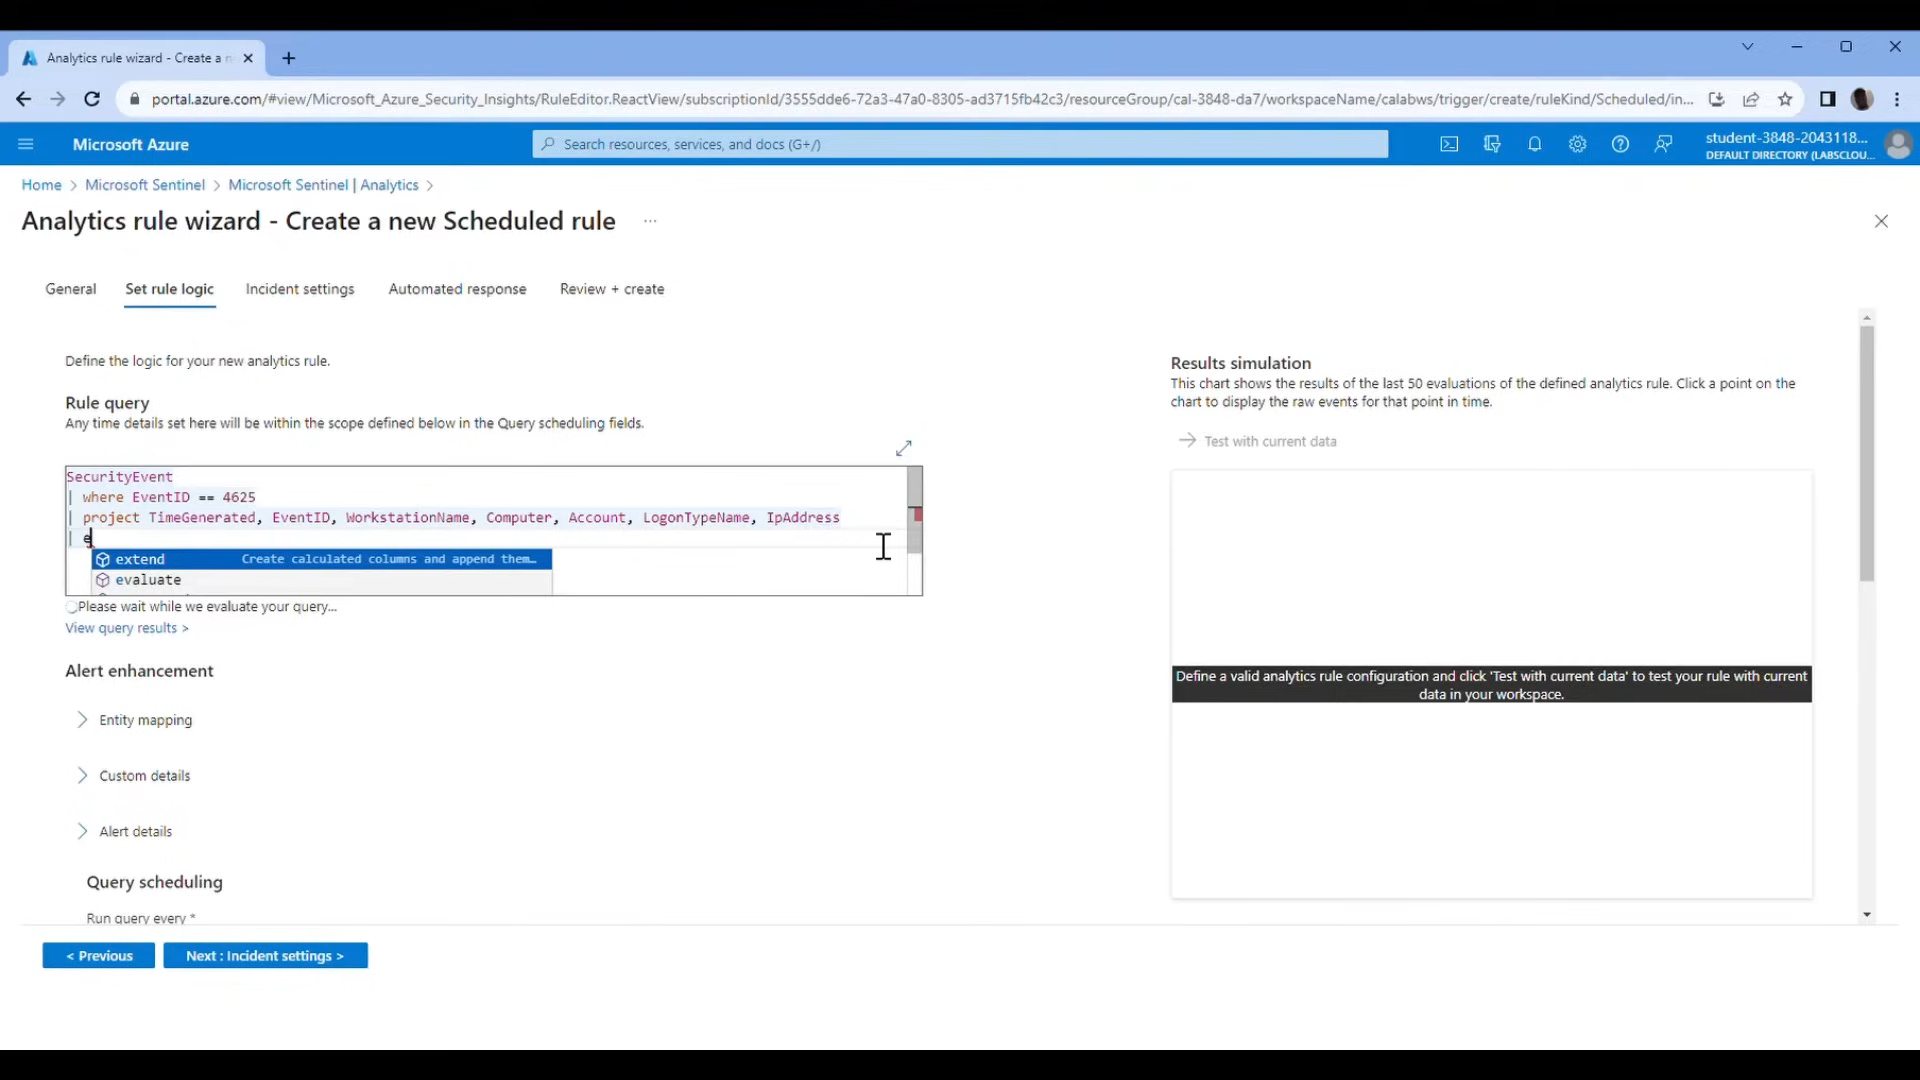 Analytics rule wizard - Create a n
portal.azure.com/#view/Microsoft_Azure_Security_Insights/RuleEditor.ReactView/subscriptionId/3555dde6-72a3-47a0-8305-ad3715fb42c3/resourceGroup/cal-3848-da7/workspaceName/calabws/trigger/create/ruleKind/Scheduled/in...
Microsoft Azure
Search resources, services, and docs (G+/)
student-3848-2043118...
DEFAULT DIRECTORY (LABSCLOU...
Home > Microsoft Sentinel > Microsoft Sentinel | Analytics >
Analytics rule wizard - Create a new Scheduled rule ...
General
Set rule logic
Incident settings
Automated response
Review + create
Define the logic for your new analytics rule.
Rule query
Any time details set here will be within the scope defined below in the Query scheduling fields.
SecurityEvent
| where EventID == 4625
| project TimeGenerated, EventID, WorkstationName, Computer, Account, LogonTypeName, IpAddress
| e
extend Create calculated columns and append them...
evaluate
Please wait while we evaluate your query...
View query results >
Alert enhancement
Entity mapping
Custom details
Alert details
Query scheduling
Run query every *
Results simulation
This chart shows the results of the last 50 evaluations of the defined analytics rule. Click a point on the
chart to display the raw events for that point in time.
Test with current data
Define a valid analytics rule configuration and click 'Test with current data' to test your rule with current
data in your workspace.
< Previous
Next : Incident settings >